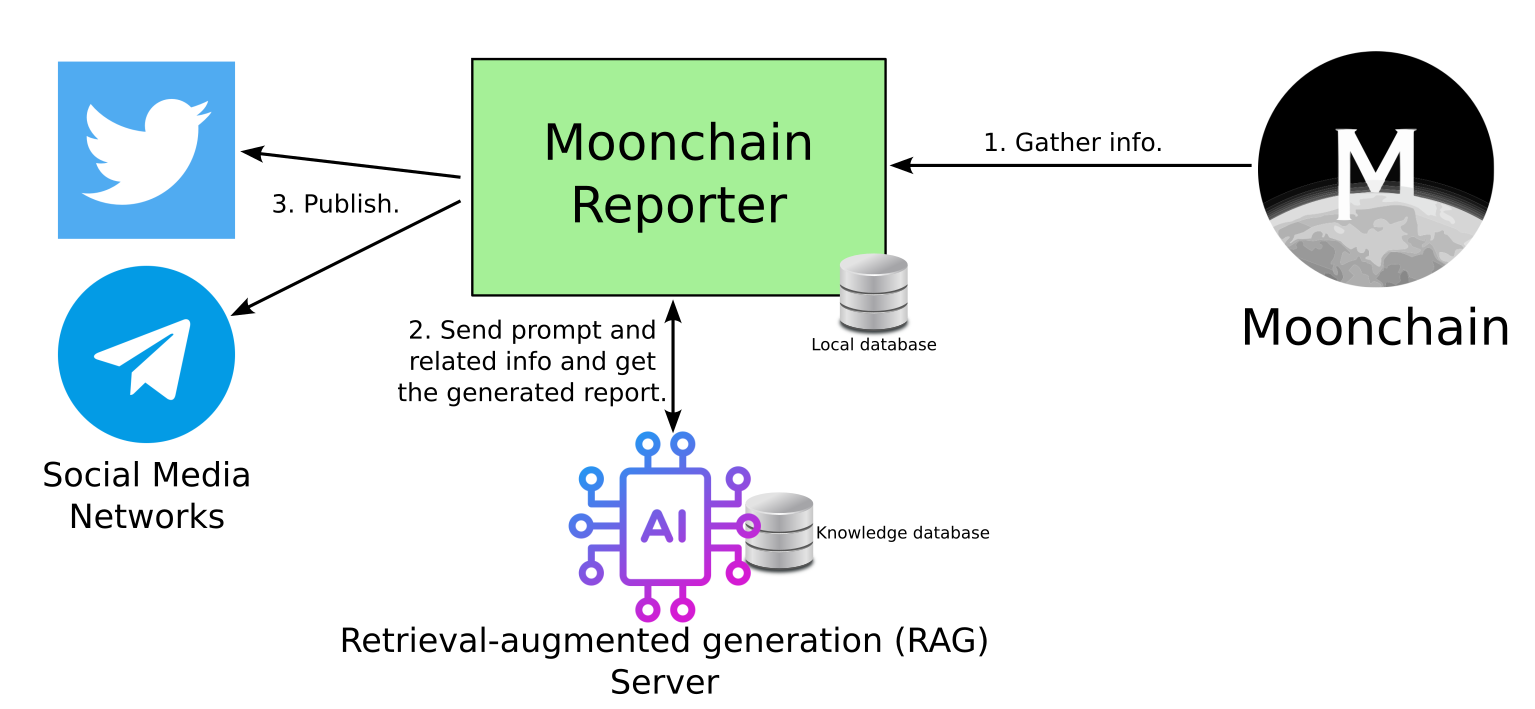 Moonchain
Reporter
1. Gather info.
M
Moonchain
3. Publish.
2. Send prompt and
related info and get
the generated report.
Local database
Social Media
Networks
AI
Knowledge database
Retrieval-augmented generation (RAG)
Server